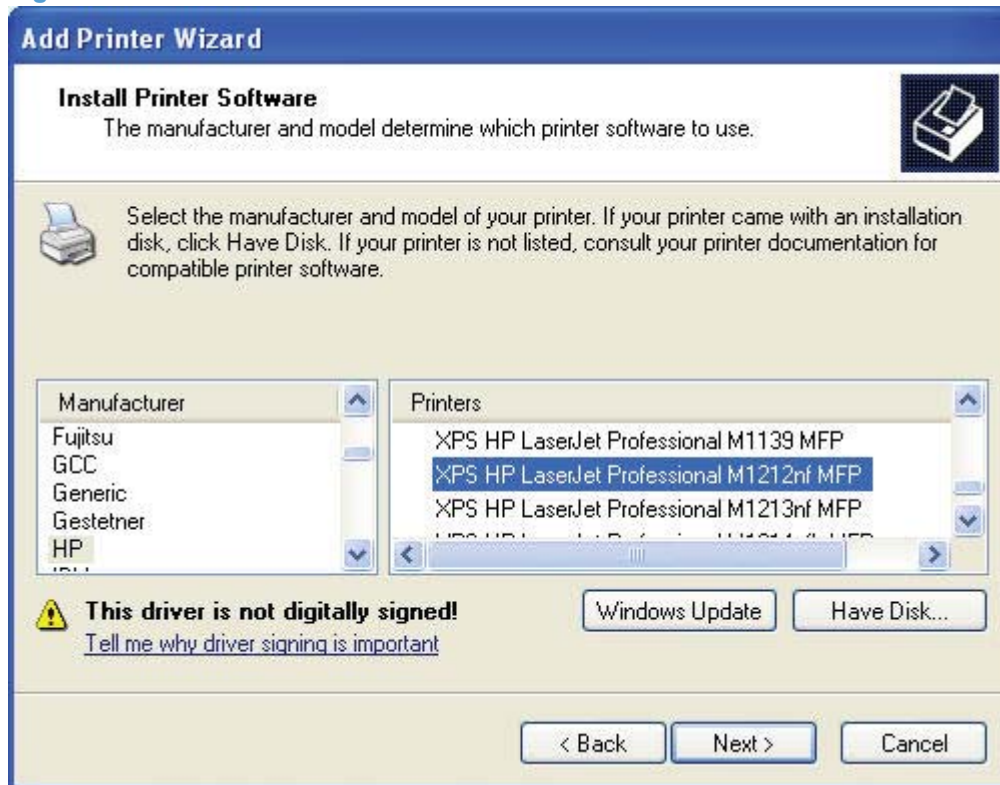 Add Printer Wizard
Install Printer Software
The manufacturer and model determine which printer software to use.
Select the manufacturer and model of your printer. If your printer came with an installation
disk, click Have Disk. If your printer is not listed, consult your printer documentation for
compatible printer software.
Manufacturer
Fujitsu
GCC
Generic
Gestetner
HP
Printers
XPS HP LaserJet Professional M1139 MFP
XPS HP LaserJet Professional M1212nf MFP
XPS HP LaserJet Professional M1213nf MFP
This driver is not digitally signed!
Tell me why driver signing is important
Windows Update
Have Disk...
< Back
Next >
Cancel